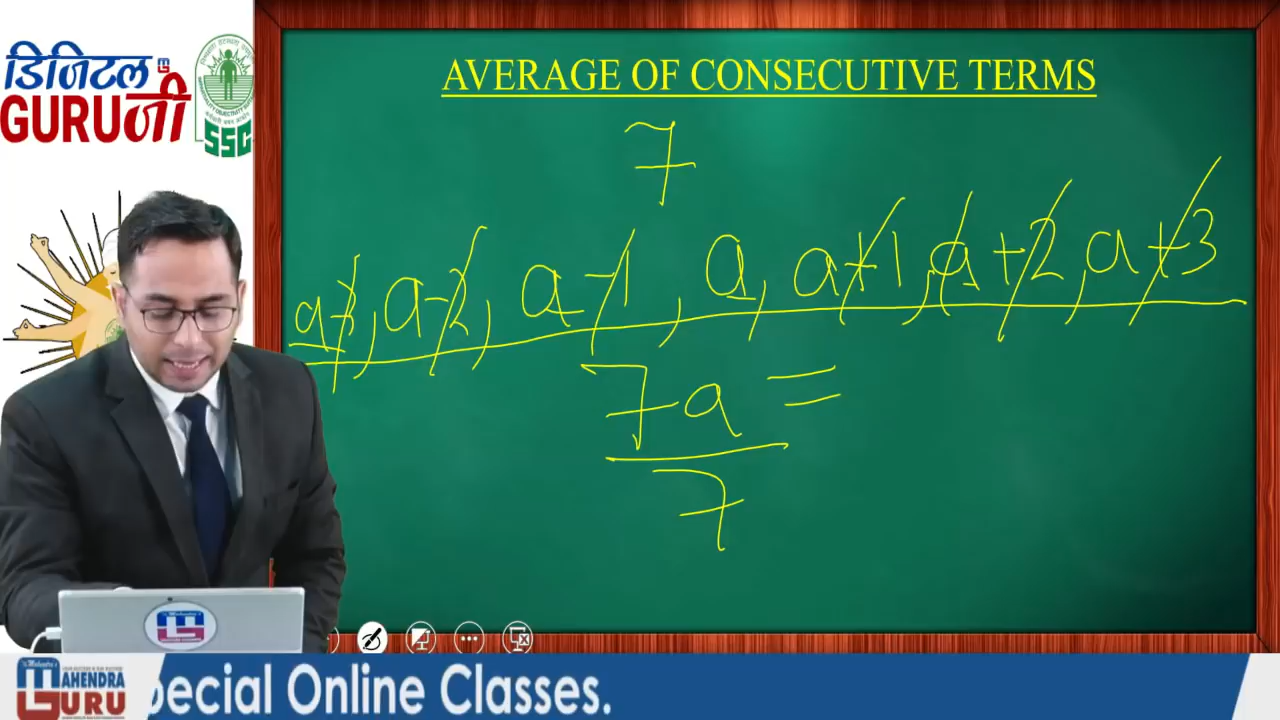 डिजिटल
GURUजी
SSC
AVERAGE OF CONSECUTIVE TERMS
7
a-3, a-2, a-1, a, a+1, a+2, a+3
7a =
7
MAHENDRA
GURU
pecial Online Classes.